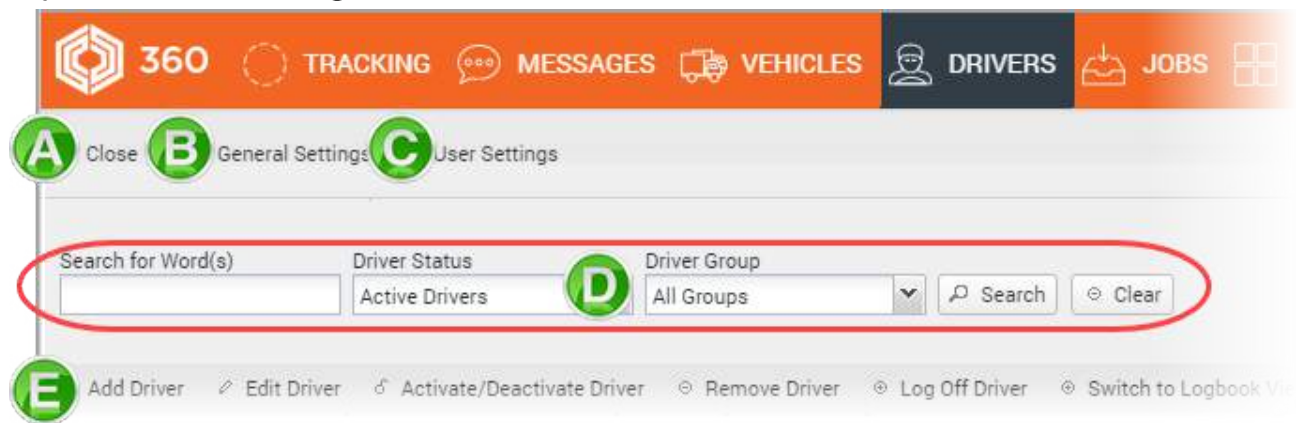 360 TRACKING MESSAGES VEHICLES DRIVERS JOBS
A Close B General Settings C User Settings
Search for Word(s) Driver Status Driver Group
Active Drivers D All Groups Search Clear
E Add Driver Edit Driver Activate/Deactivate Driver Remove Driver Log Off Driver Switch to Logbook